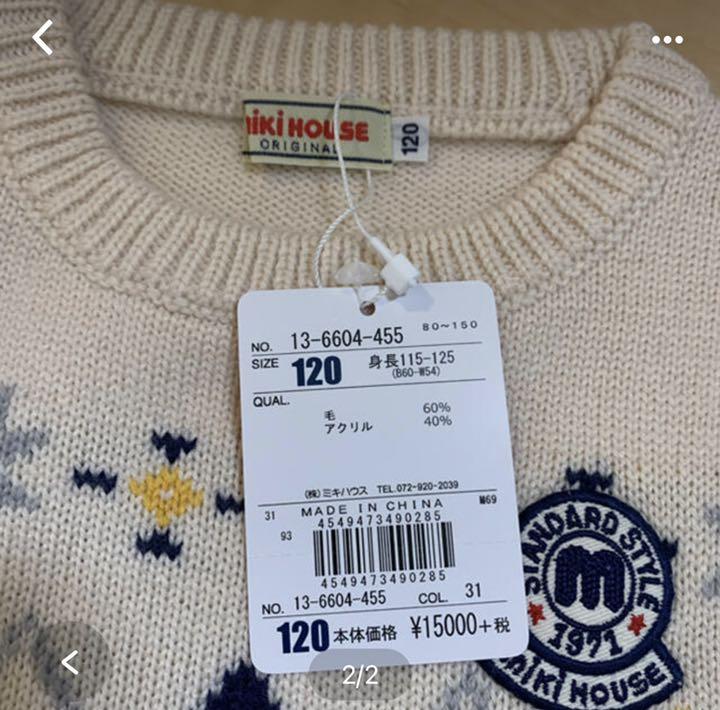 miki HOUSE
ORIGINAL
120
NO. 13-6604-455 80~150
SIZE 120 身長115-125
(B60-W54)
QUAL.
毛 60%
アクリル 40%
(株)ミキハウス TEL.072-920-2039
31 MADE IN CHINA M69
93 4549473490285
4549473490285
NO. 13-6604-455 COL. 31
120 本体価格 ¥15000+税
STANDARD STYLE
m
1971
miki HOUSE
2/2